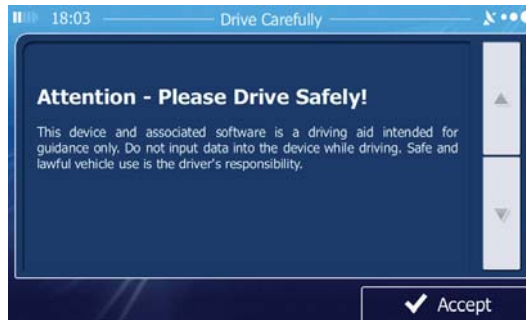 18:03 Drive Carefully
Attention - Please Drive Safely!
This device and associated software is a driving aid intended for
guidance only. Do not input data into the device while driving. Safe and
lawful vehicle use is the driver's responsibility.
Accept